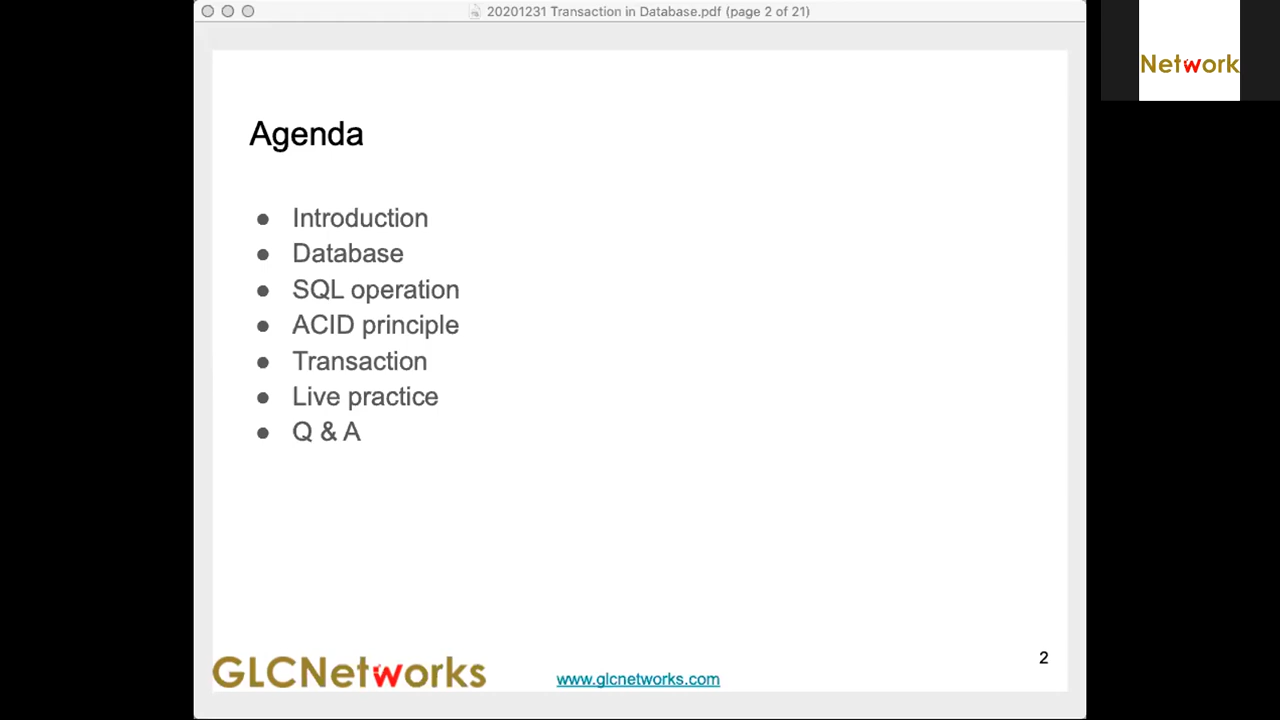 20201231 Transaction in Database.pdf (page 2 of 21)
Network
Agenda
● Introduction
● Database
● SQL operation
● ACID principle
● Transaction
● Live practice
● Q & A
2
GLCNetworks
www.glcnetworks.com